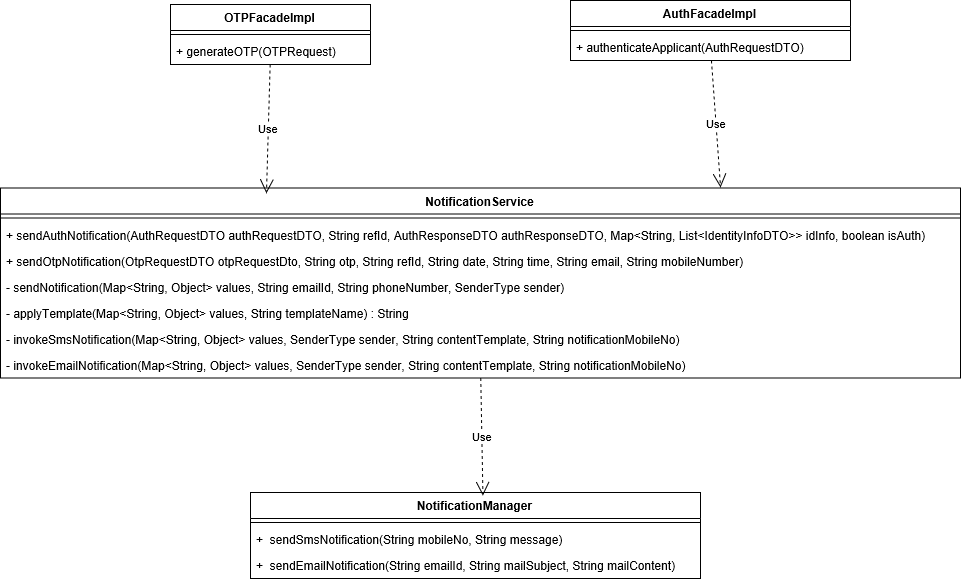 OTPFacadeImpl
+ generateOTP(OTPRequest)
AuthFacadeImpl
+ authenticateApplicant(AuthRequestDTO)
Use
Use
NotificationService
+ sendAuthNotification(AuthRequestDTO authRequestDTO, String refId, AuthResponseDTO authResponseDTO, Map<String, List<IdentityInfoDTO>> idInfo, boolean isAuth)
+ sendOtpNotification(OtpRequestDTO otpRequestDto, String otp, String refId, String date, String time, String email, String mobileNumber)
- sendNotification(Map<String, Object> values, String emailId, String phoneNumber, SenderType sender)
- applyTemplate(Map<String, Object> values, String templateName) : String
- invokeSmsNotification(Map<String, Object> values, SenderType sender, String contentTemplate, String notificationMobileNo)
- invokeEmailNotification(Map<String, Object> values, SenderType sender, String contentTemplate, String notificationMobileNo)
Use
NotificationManager
+ sendSmsNotification(String mobileNo, String message)
+ sendEmailNotification(String emailId, String mailSubject, String mailContent)